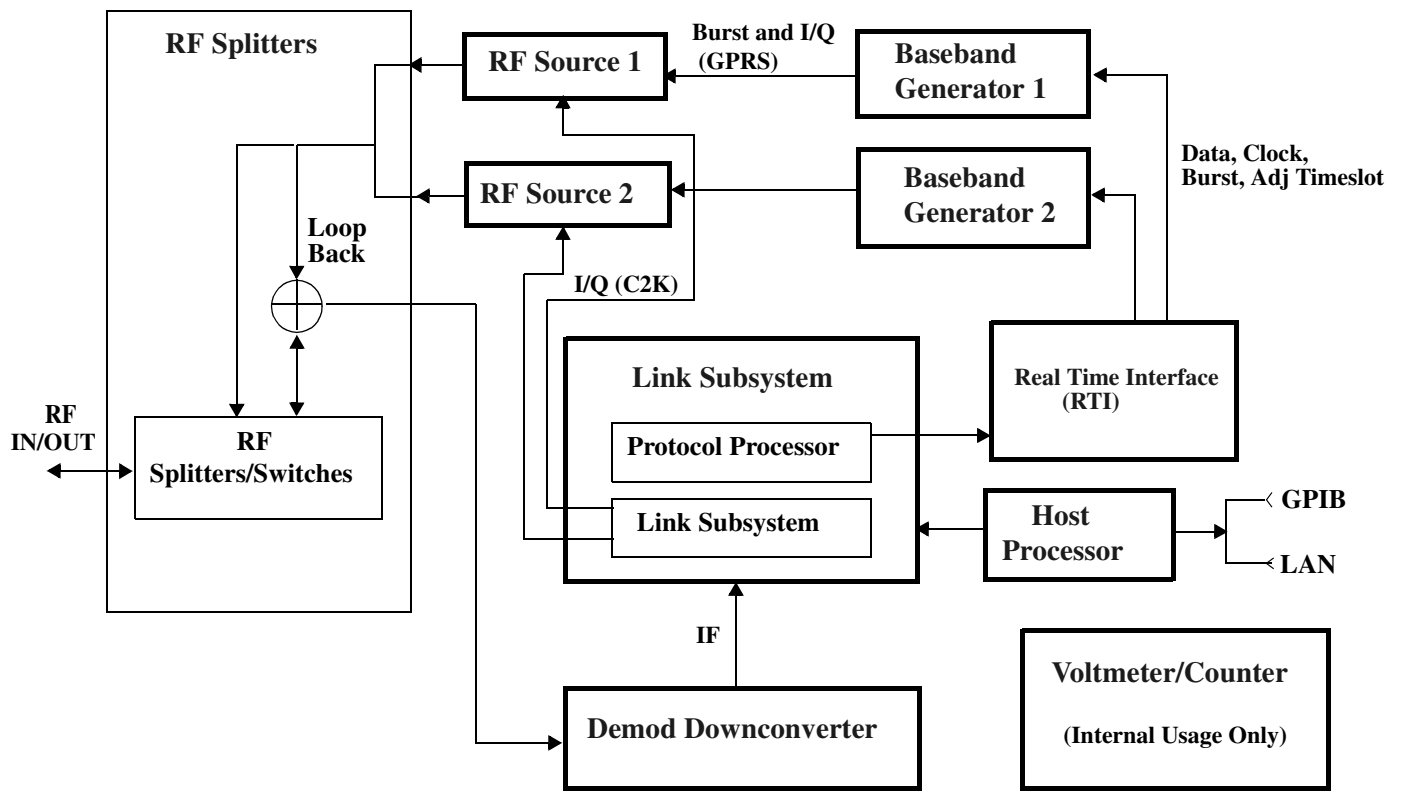 RF Splitters
RF Source 1
Burst and I/Q
(GPRS)
Baseband
Generator 1
RF Source 2
Baseband
Generator 2
Data, Clock,
Burst, Adj Timeslot
Loop
Back
I/Q (C2K)
Link Subsystem
Real Time Interface
(RTI)
RF
IN/OUT
RF
Splitters/Switches
Protocol Processor
Link Subsystem
Host
Processor
GPIB
LAN
IF
Demod Downconverter
Voltmeter/Counter
(Internal Usage Only)